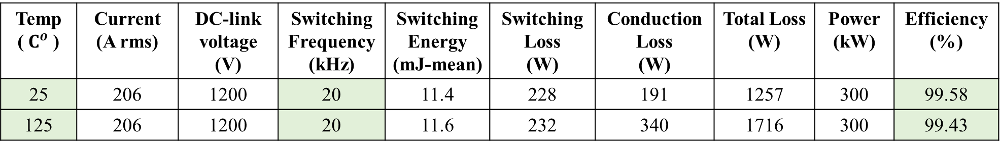 Temp ( C° ) | Current (A rms) | DC-link voltage (V) | Switching Frequency (kHz) | Switching Energy (mJ-mean) | Switching Loss (W) | Conduction Loss (W) | Total Loss (W) | Power (kW) | Efficiency (%)
25 | 206 | 1200 | 20 | 11.4 | 228 | 191 | 1257 | 300 | 99.58
125 | 206 | 1200 | 20 | 11.6 | 232 | 340 | 1716 | 300 | 99.43